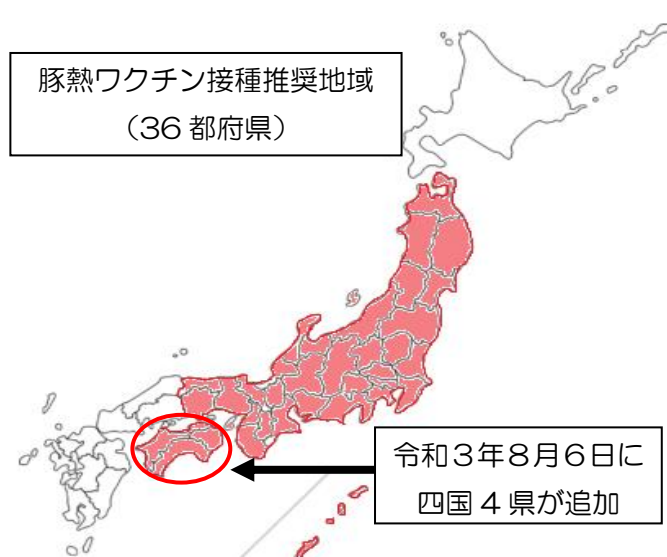 豚熱ワクチン接種推奨地域
（36 都府県）
令和３年８月６日に
四国 4 県が追加